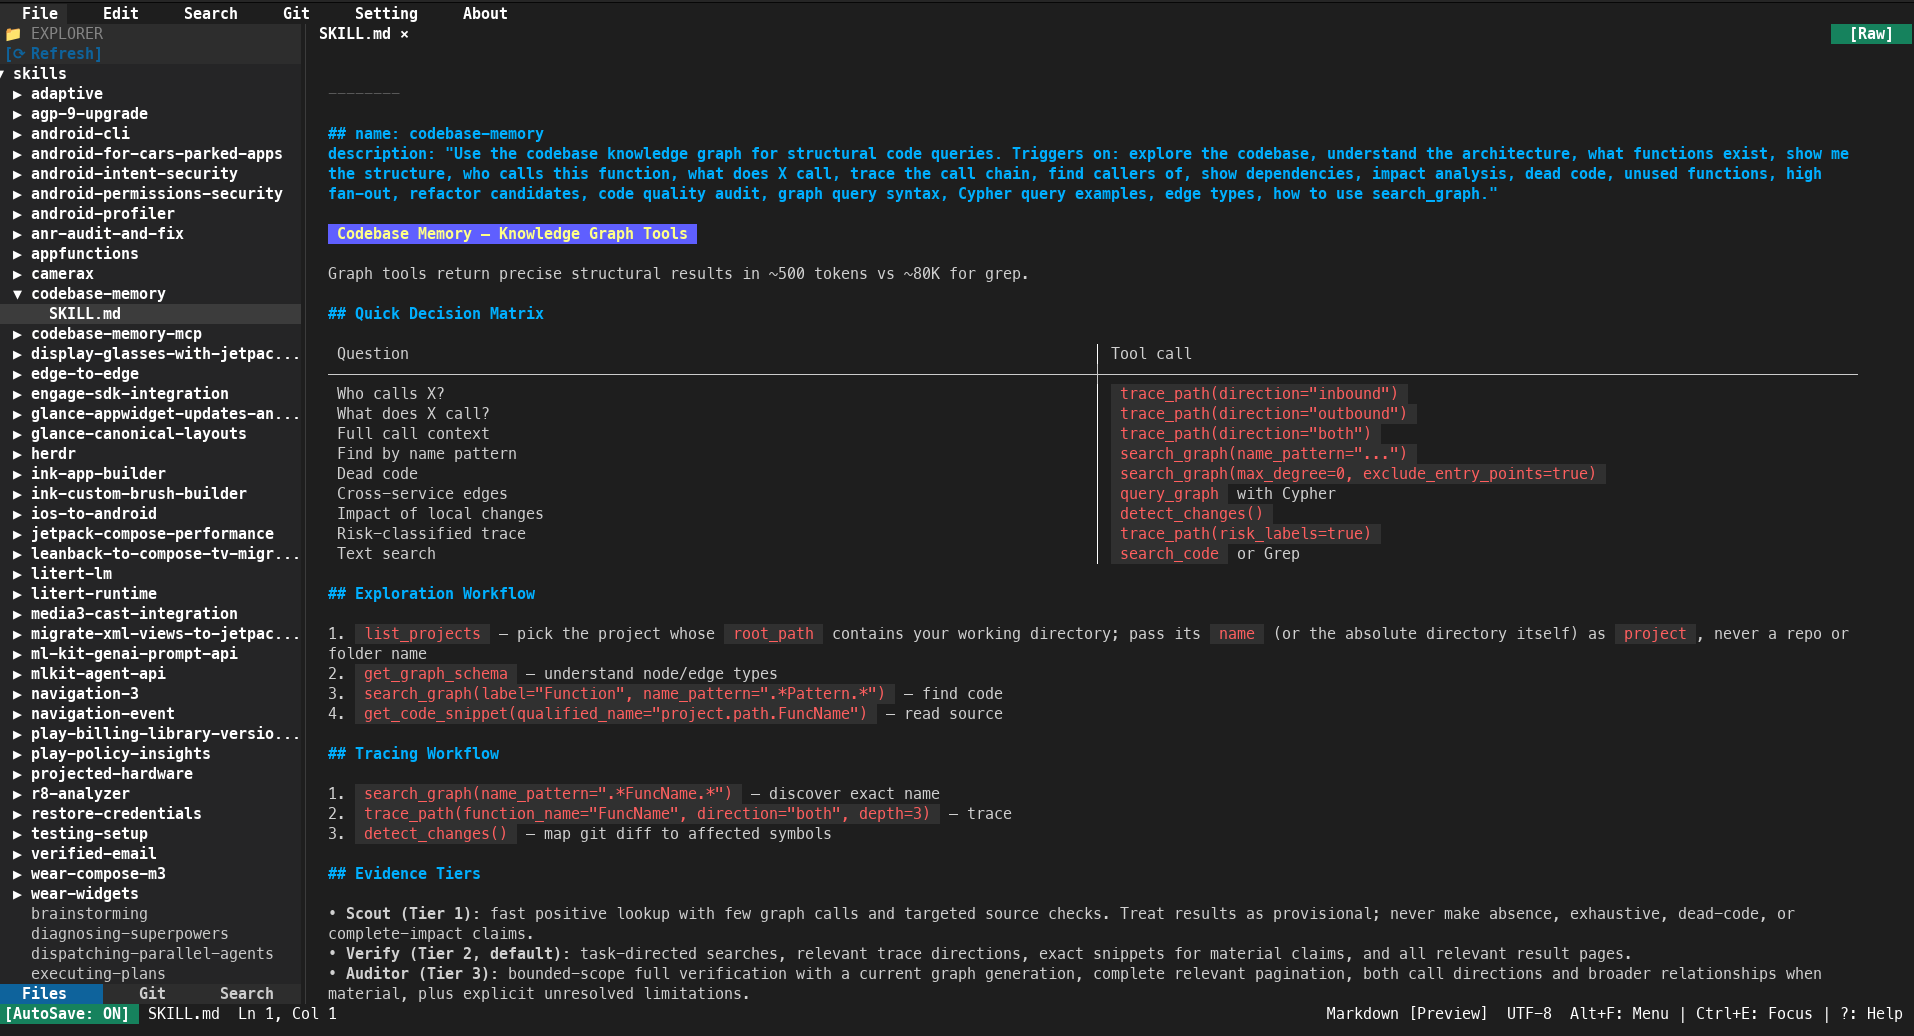 File Edit Search Git Setting About
📁 EXPLORER
[⟳ Refresh]
▼ skills
▶ adaptive
▶ agp-9-upgrade
▶ android-cli
▶ android-for-cars-parked-apps
▶ android-intent-security
▶ android-permissions-security
▶ android-profiler
▶ anr-audit-and-fix
▶ appfunctions
▶ camerax
▼ codebase-memory
SKILL.md
▶ codebase-memory-mcp
▶ display-glasses-with-jetpac...
▶ edge-to-edge
▶ engage-sdk-integration
▶ glance-appwidget-updates-an...
▶ glance-canonical-layouts
▶ herdr
▶ ink-app-builder
▶ ink-custom-brush-builder
▶ ios-to-android
▶ jetpack-compose-performance
▶ leanback-to-compose-tv-migr...
▶ litert-lm
▶ litert-runtime
▶ media3-cast-integration
▶ migrate-xml-views-to-jetpac...
▶ ml-kit-genai-prompt-api
▶ mlkit-agent-api
▶ navigation-3
▶ navigation-event
▶ play-billing-library-versio...
▶ play-policy-insights
▶ projected-hardware
▶ r8-analyzer
▶ restore-credentials
▶ testing-setup
▶ verified-email
▶ wear-compose-m3
▶ wear-widgets
brainstorming
diagnosing-superpowers
dispatching-parallel-agents
executing-plans
Files Git Search
SKILL.md × [Raw]
--------
## name: codebase-memory
description: "Use the codebase knowledge graph for structural code queries. Triggers on: explore the codebase, understand the architecture, what functions exist, show me
the structure, who calls this function, what does X call, trace the call chain, find callers of, show dependencies, impact analysis, dead code, unused functions, high
fan-out, refactor candidates, code quality audit, graph query syntax, Cypher query examples, edge types, how to use search_graph."
Codebase Memory — Knowledge Graph Tools
Graph tools return precise structural results in ~500 tokens vs ~80K for grep.
## Quick Decision Matrix
Question Tool call
Who calls X? trace_path(direction="inbound")
What does X call? trace_path(direction="outbound")
Full call context trace_path(direction="both")
Find by name pattern search_graph(name_pattern="...")
Dead code search_graph(max_degree=0, exclude_entry_points=true)
Cross-service edges query_graph with Cypher
Impact of local changes detect_changes()
Risk-classified trace trace_path(risk_labels=true)
Text search search_code or Grep
## Exploration Workflow
1. list_projects — pick the project whose root_path contains your working directory; pass its name (or the absolute directory itself) as project , never a repo or
folder name
2. get_graph_schema — understand node/edge types
3. search_graph(label="Function", name_pattern=".*Pattern.*") — find code
4. get_code_snippet(qualified_name="project.path.FuncName") — read source
## Tracing Workflow
1. search_graph(name_pattern=".*FuncName.*") — discover exact name
2. trace_path(function_name="FuncName", direction="both", depth=3) — trace
3. detect_changes() — map git diff to affected symbols
## Evidence Tiers
• Scout (Tier 1): fast positive lookup with few graph calls and targeted source checks. Treat results as provisional; never make absence, exhaustive, dead-code, or
complete-impact claims.
• Verify (Tier 2, default): task-directed searches, relevant trace directions, exact snippets for material claims, and all relevant result pages.
• Auditor (Tier 3): bounded-scope full verification with a current graph generation, complete relevant pagination, both call directions and broader relationships when
material, plus explicit unresolved limitations.
[AutoSave: ON] SKILL.md Ln 1, Col 1 Markdown [Preview] UTF-8 Alt+F: Menu | Ctrl+E: Focus | ?: Help